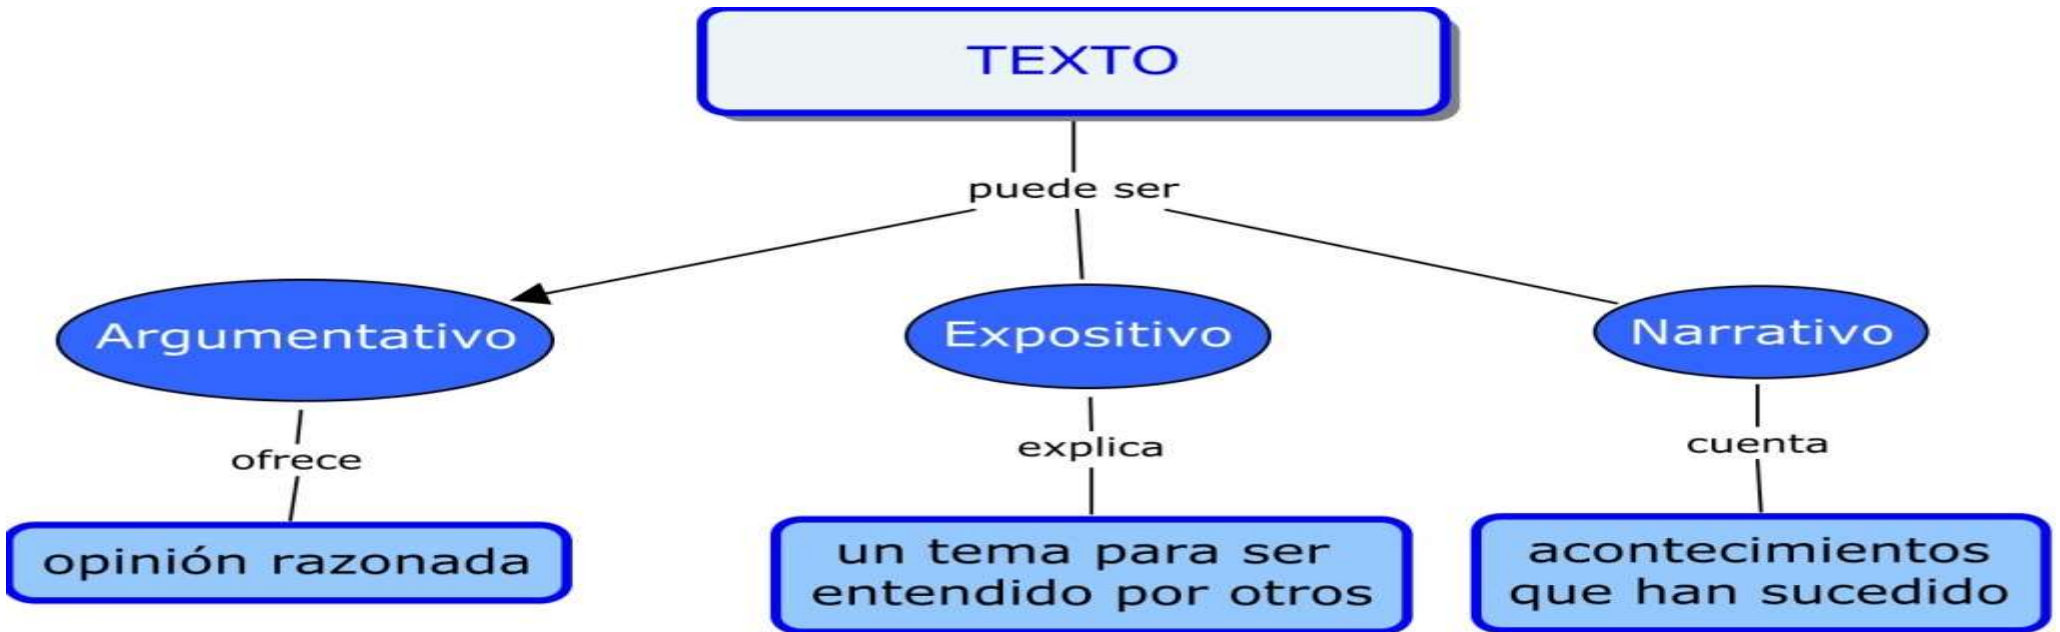 TEXTO
puede ser
Argumentativo
Expositivo
Narrativo
ofrece
explica
cuenta
opinión razonada
un tema para ser
entendido por otros
acontecimientos
que han sucedido